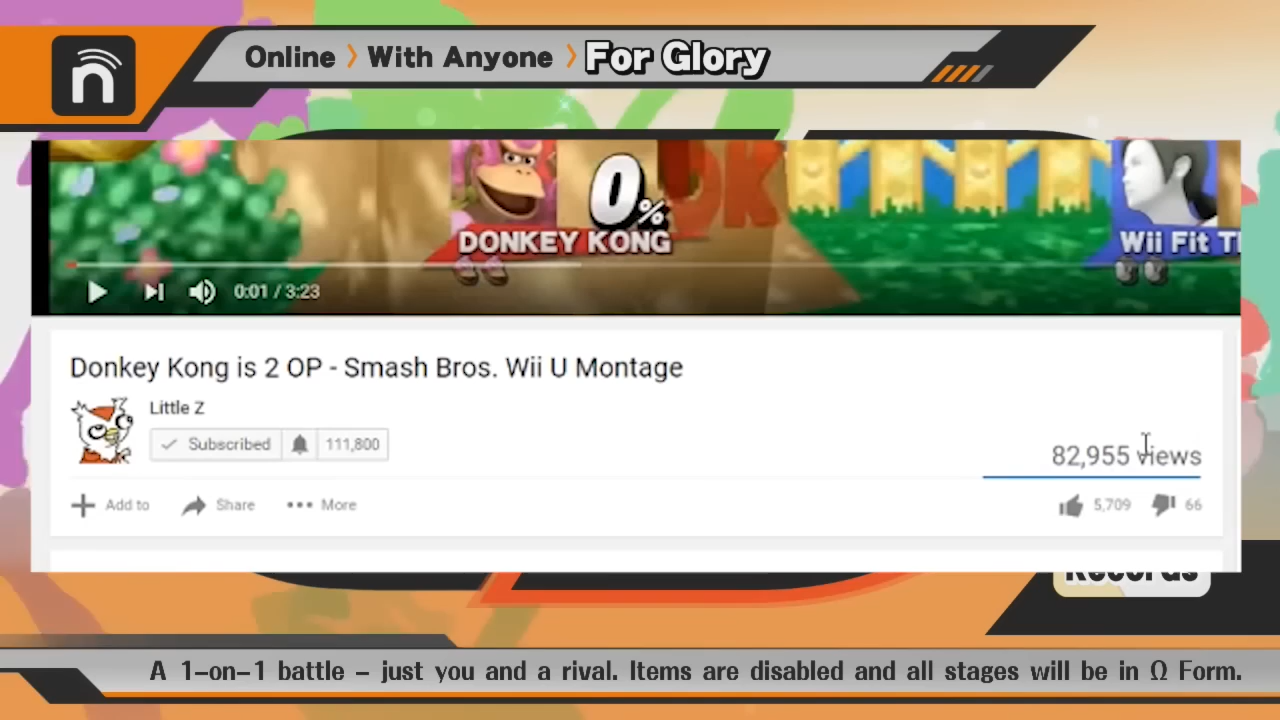 Online > With Anyone > For Glory
DK
0%
DONKEY KONG
Wii Fit T
0:01 / 3:23
Donkey Kong is 2 OP - Smash Bros. Wii U Montage
Little Z
Subscribed 111,800
82,955 views
Add to Share More
5,709 66
Records
A 1-on-1 battle – just you and a rival. Items are disabled and all stages will be in Ω Form.